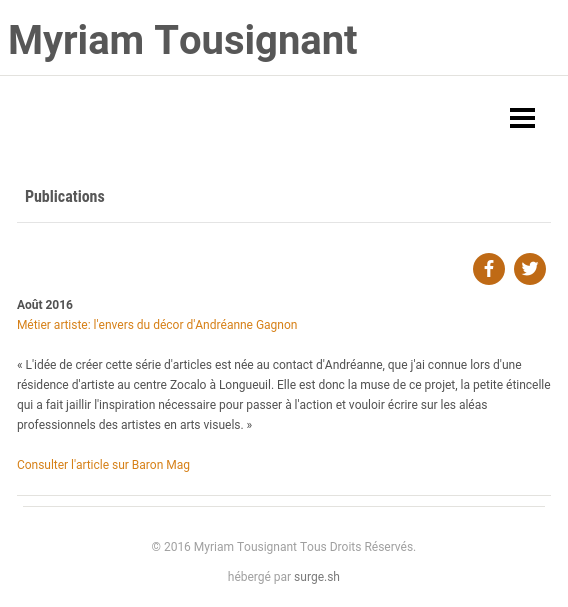 Myriam Tousignant
Publications
Août 2016
Métier artiste: l'envers du décor d'Andréanne Gagnon
« L'idée de créer cette série d'articles est née au contact d'Andréanne, que j'ai connue lors d'une
résidence d'artiste au centre Zocalo à Longueuil. Elle est donc la muse de ce projet, la petite étincelle
qui a fait jaillir l'inspiration nécessaire pour passer à l'action et vouloir écrire sur les aléas
professionnels des artistes en arts visuels. »
Consulter l'article sur Baron Mag
© 2016 Myriam Tousignant Tous Droits Réservés.
hébergé par surge.sh